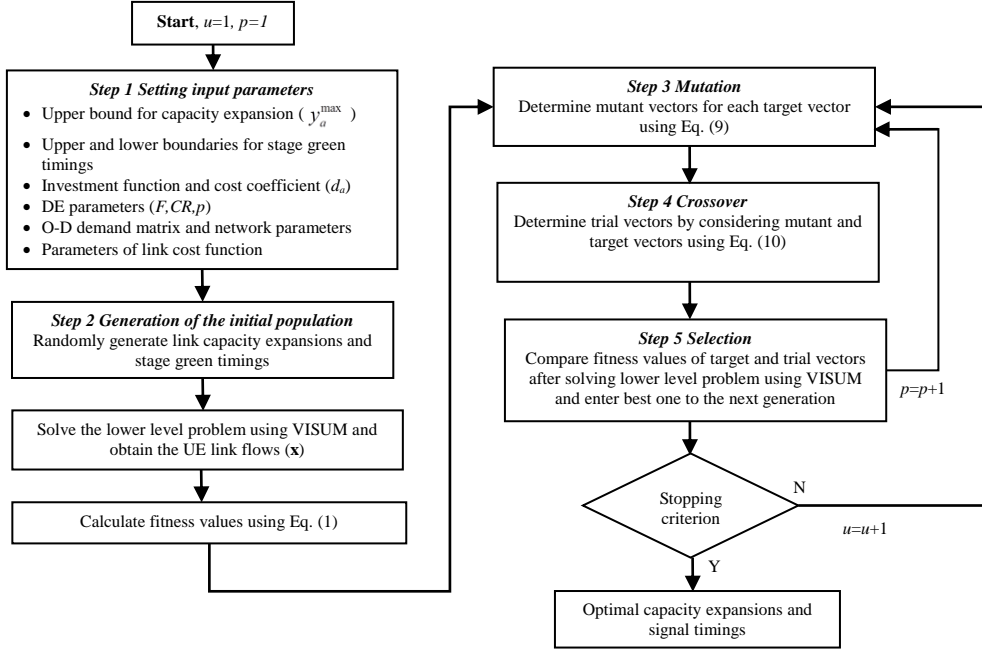 Start, u=1, p=1
Step 1 Setting input parameters
• Upper bound for capacity expansion ( y_a^max )
• Upper and lower boundaries for stage green
timings
• Investment function and cost coefficient (d_a)
• DE parameters (F,CR,p)
• O-D demand matrix and network parameters
• Parameters of link cost function
Step 2 Generation of the initial population
Randomly generate link capacity expansions and
stage green timings
Solve the lower level problem using VISUM and
obtain the UE link flows (x)
Calculate fitness values using Eq. (1)
Step 3 Mutation
Determine mutant vectors for each target vector
using Eq. (9)
Step 4 Crossover
Determine trial vectors by considering mutant and
target vectors using Eq. (10)
Step 5 Selection
Compare fitness values of target and trial vectors
after solving lower level problem using VISUM
and enter best one to the next generation
p=p+1
Stopping
criterion
N
u=u+1
Y
Optimal capacity expansions and
signal timings